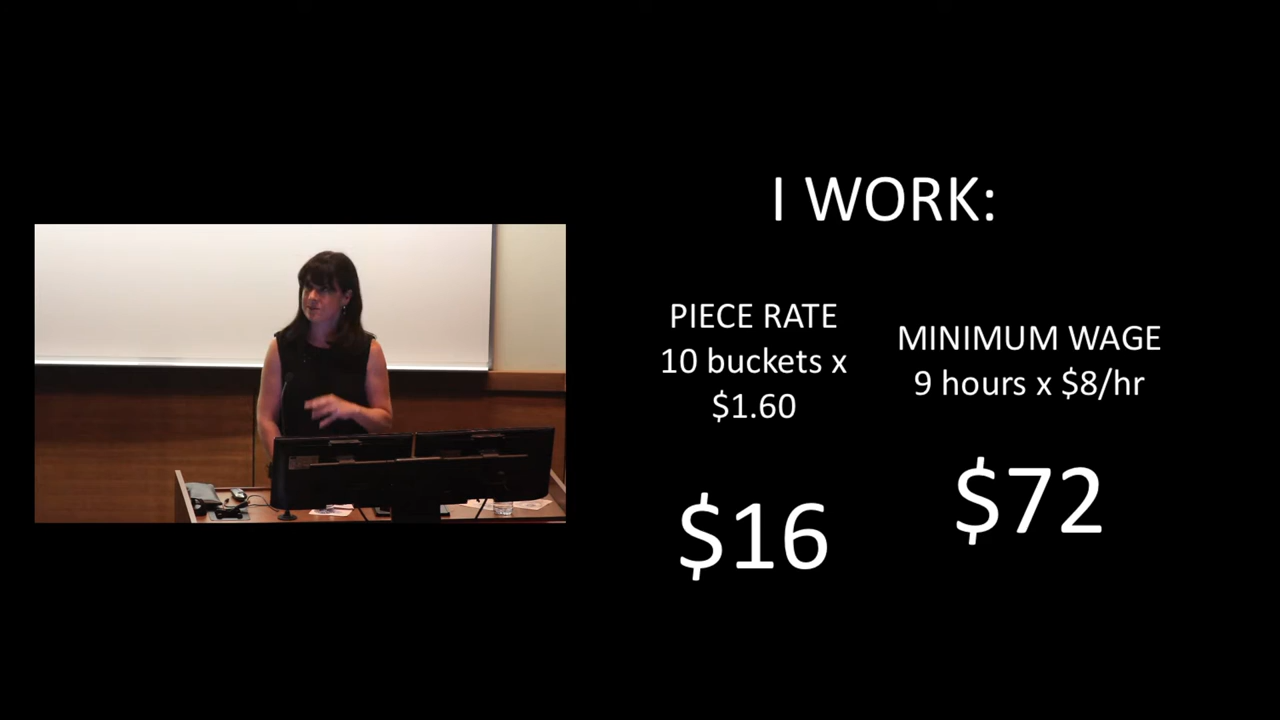 I WORK:
PIECE RATE
10 buckets x
$1.60
$16
MINIMUM WAGE
9 hours x $8/hr
$72